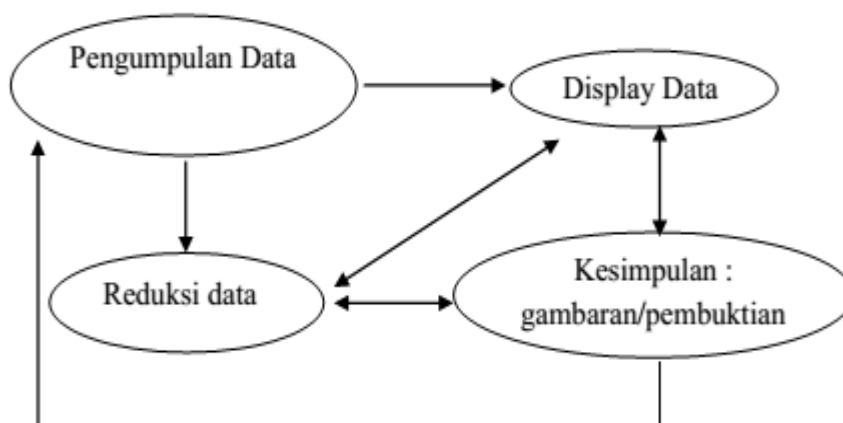 Pengumpulan Data
Display Data
Reduksi data
Kesimpulan :
gambaran/pembuktian